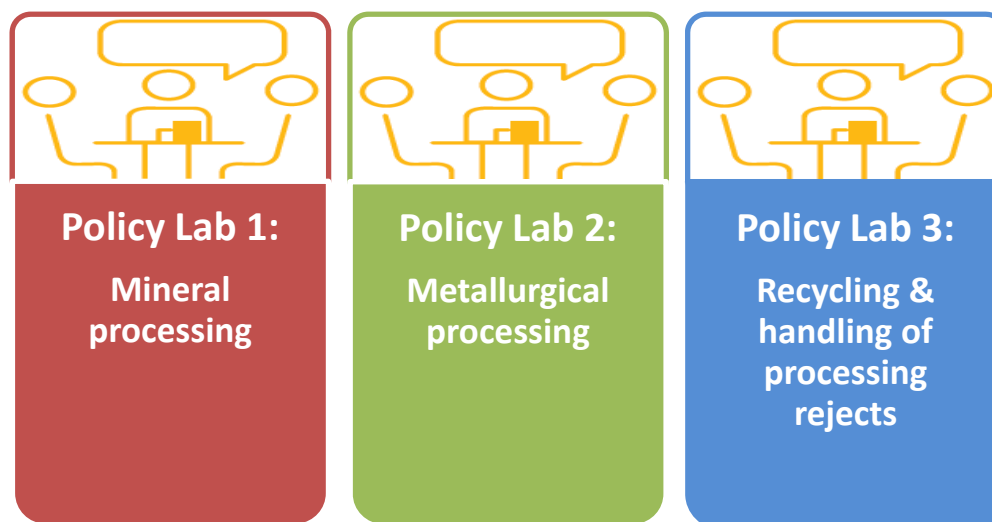 Policy Lab 1:
Mineral
processing
Policy Lab 2:
Metallurgical
processing
Policy Lab 3:
Recycling &
handling of
processing
rejects